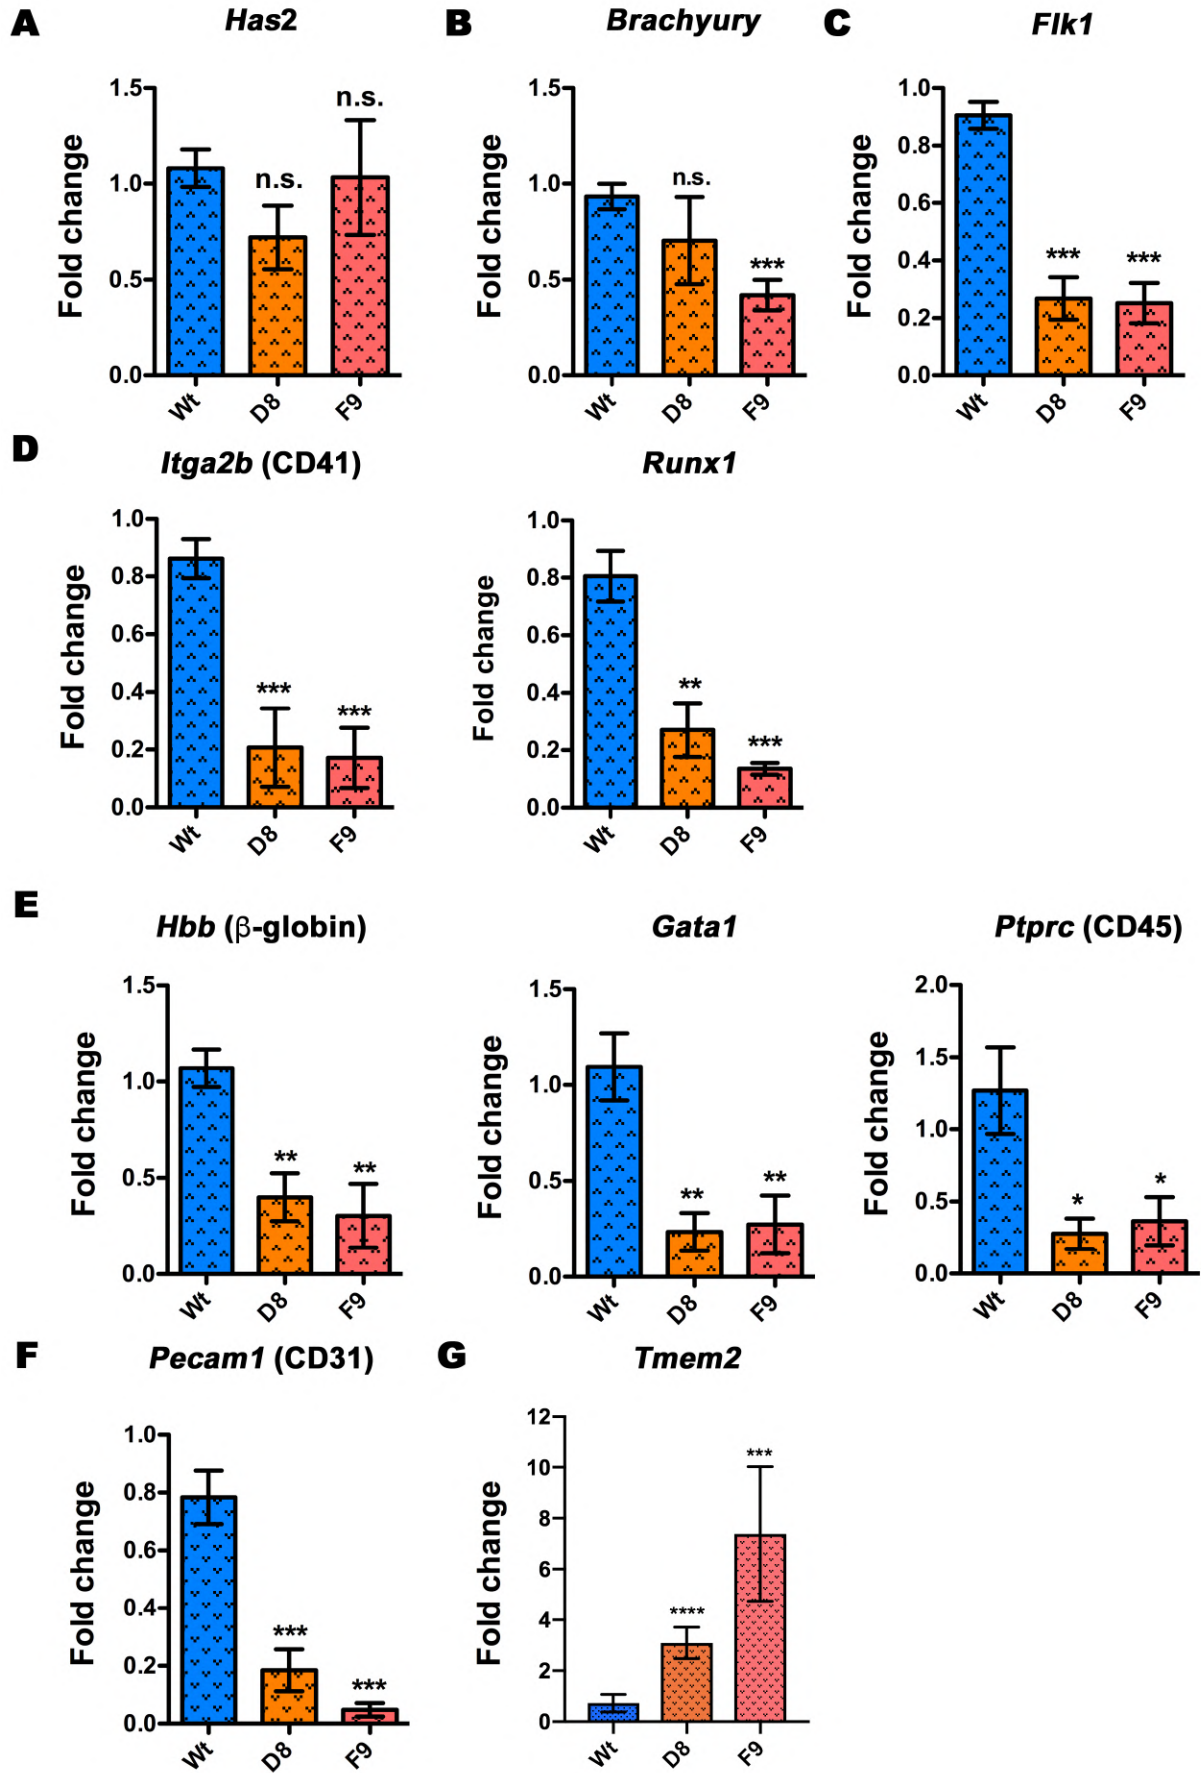 A Has2 B Brachyury C Flk1
Fold change 1.5 1.0 0.5 0.0 n.s. n.s. Wt D8 F9
Fold change 1.5 1.0 0.5 0.0 n.s. *** Wt D8 F9
Fold change 1.0 0.8 0.6 0.4 0.2 0.0 *** *** Wt D8 F9
D Itga2b (CD41) Runx1
Fold change 1.0 0.8 0.6 0.4 0.2 0.0 *** *** Wt D8 F9
Fold change 1.0 0.8 0.6 0.4 0.2 0.0 ** *** Wt D8 F9
E Hbb (β-globin) Gata1 Ptprc (CD45)
Fold change 1.5 1.0 0.5 0.0 ** ** Wt D8 F9
Fold change 1.5 1.0 0.5 0.0 ** ** Wt D8 F9
Fold change 2.0 1.5 1.0 0.5 0.0 * * Wt D8 F9
F Pecam1 (CD31) G Tmem2
Fold change 1.0 0.8 0.6 0.4 0.2 0.0 *** *** Wt D8 F9
Fold change 12 10 8 6 4 2 0 **** *** Wt D8 F9